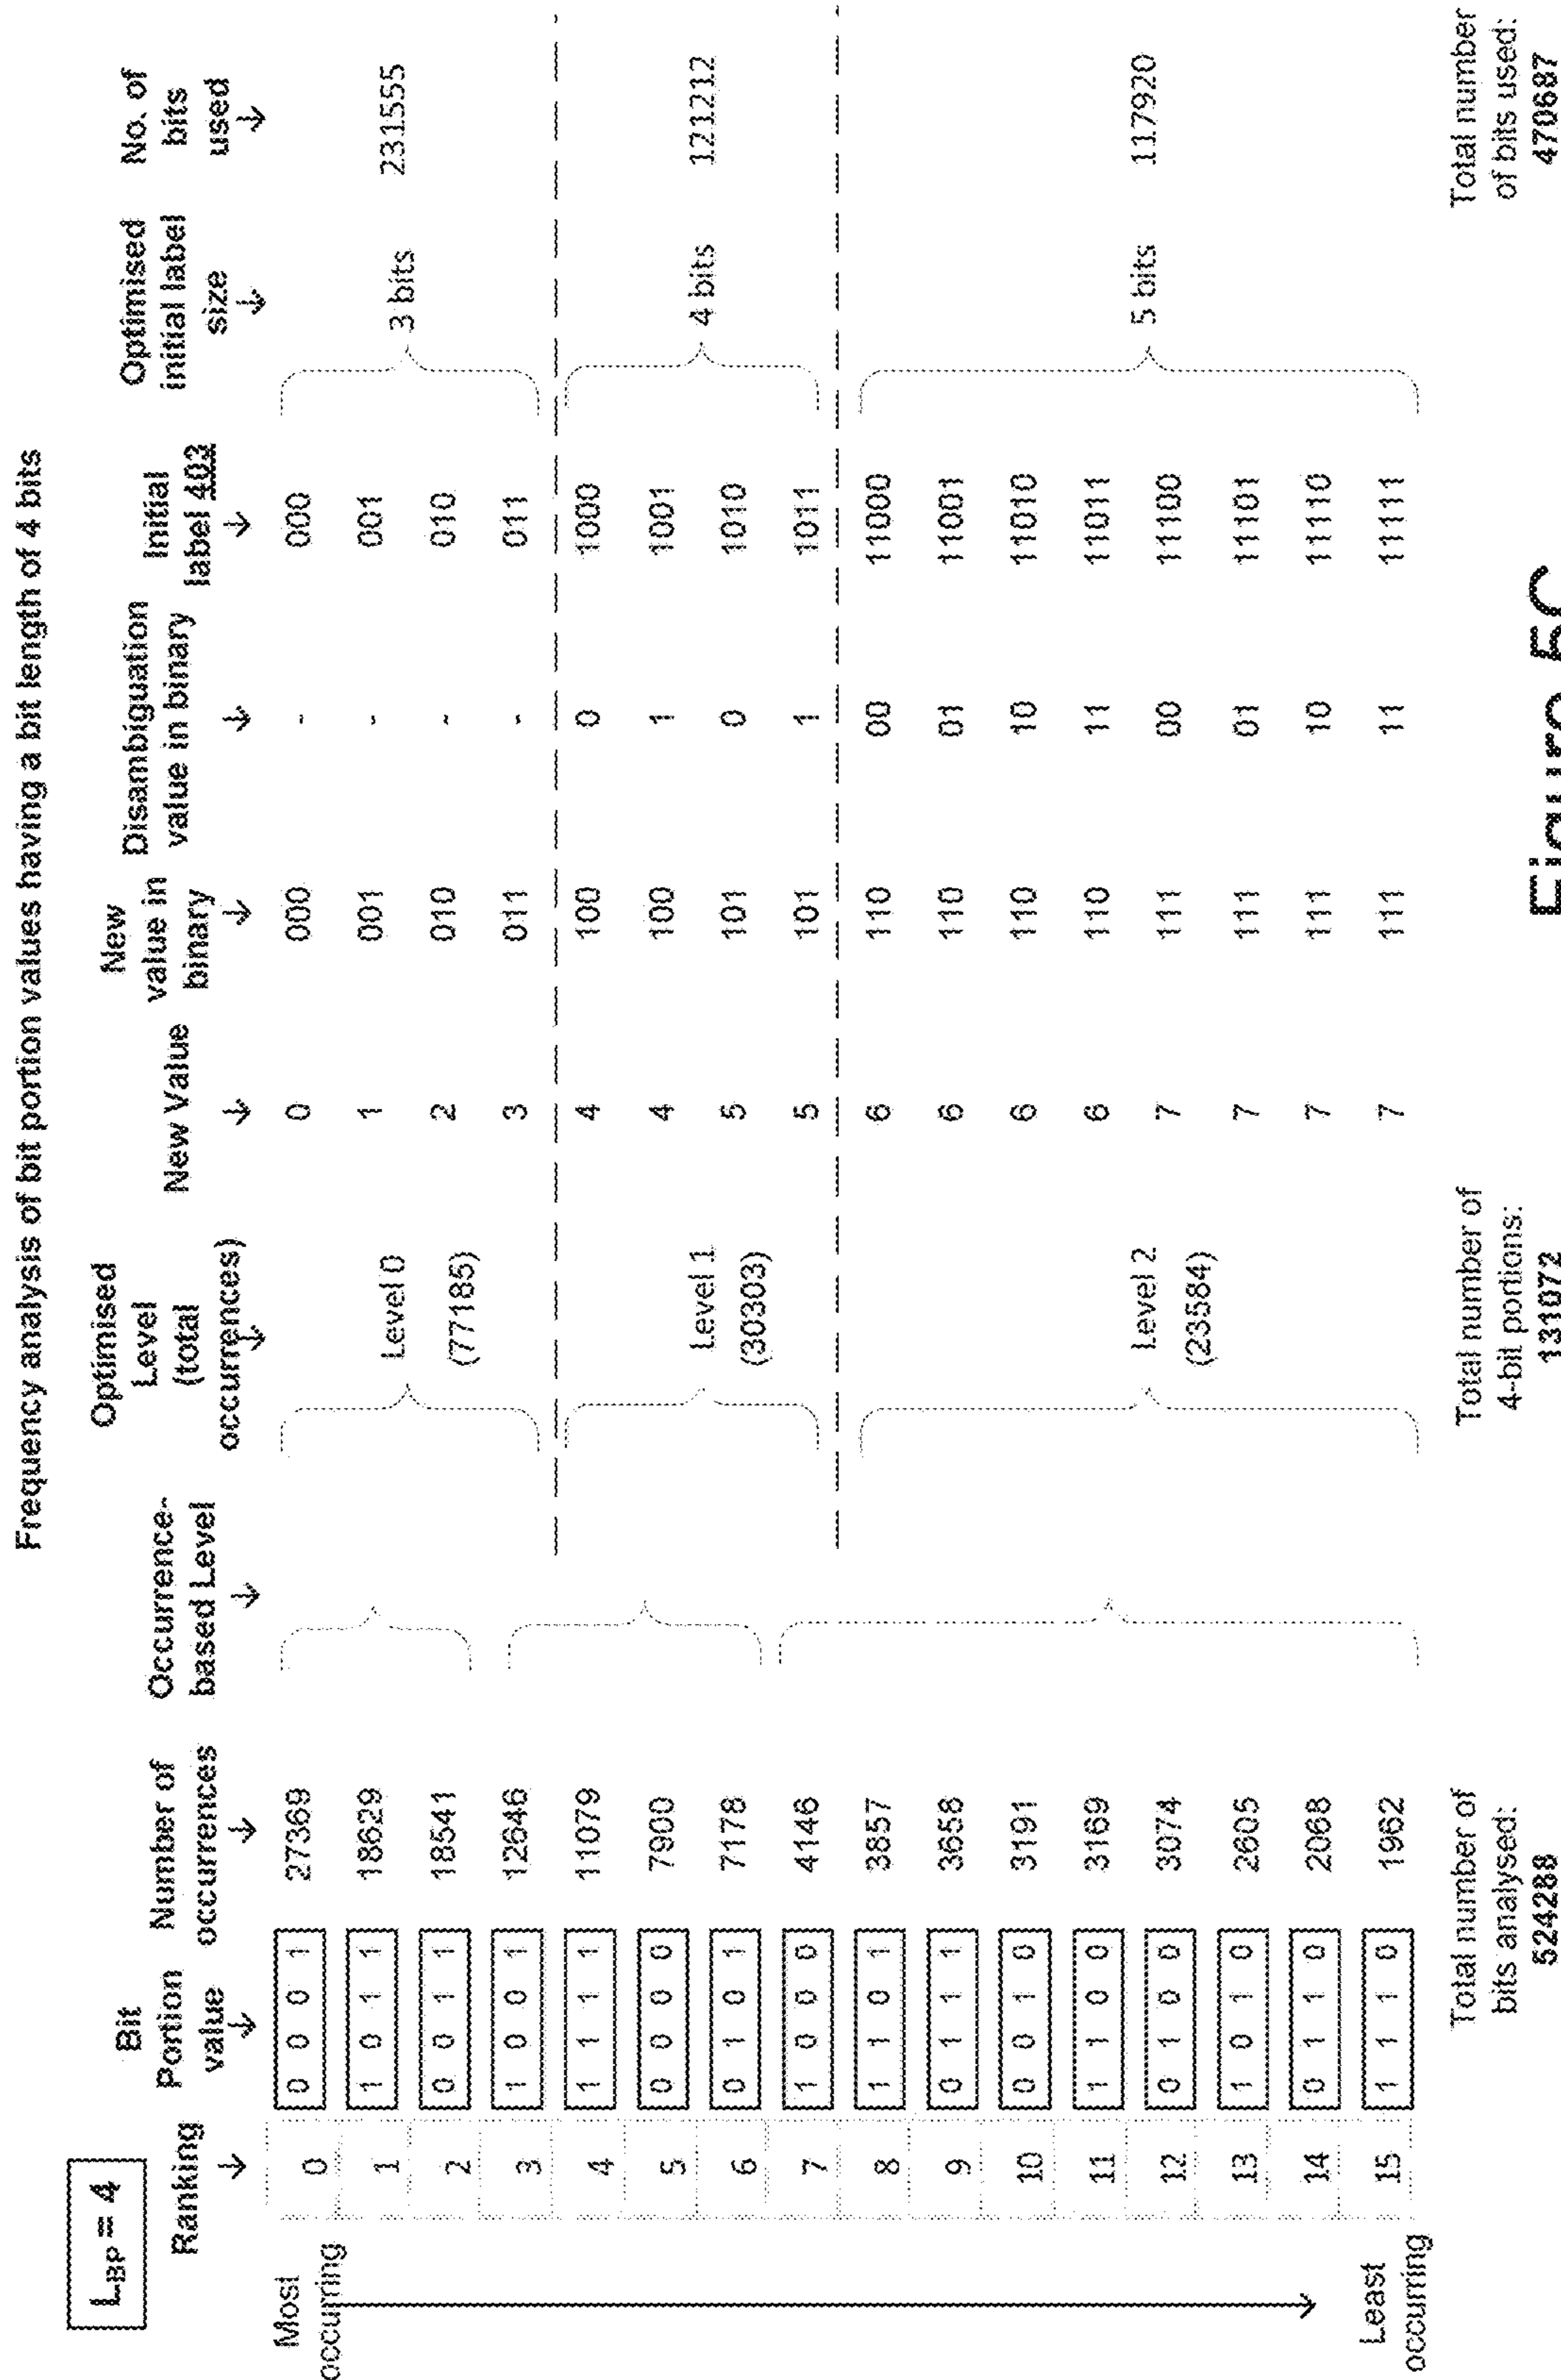 Frequency analysis of bit portion values having a bit length of 4 bits
L_BP = 4
Ranking
Bit Portion value
Number of occurrences
Occurrence-based Level
Optimised Level (total occurrences)
New Value
New value in binary
Disambiguation value in binary
Initial label 403
Optimised initial label size
No. of bits used
↓ ↓ ↓ ↓ ↓ ↓ ↓ ↓ ↓ ↓ ↓
Most occurring
0 0 0 0 1 27369 0 000 - 000
1 1 0 1 1 18629 1 001 - 001
2 0 0 1 1 18541 2 010 - 010
3 1 0 0 1 12646 3 011 - 011
Level 0 (77185) 3 bits 231555
4 1 1 1 1 11079 4 100 0 1000
5 0 0 0 0 7900 4 100 1 1001
6 0 1 0 1 7178 5 101 0 1010
7 1 0 0 0 4146 5 101 1 1011
Level 1 (30303) 4 bits 121212
8 1 1 0 1 3857 6 110 00 11000
9 0 1 1 1 3658 6 110 01 11001
10 0 0 1 0 3191 6 110 10 11010
11 1 1 0 0 3169 6 110 11 11011
12 0 1 0 0 3074 7 111 00 11100
13 1 0 1 0 2605 7 111 01 11101
14 0 1 1 0 2068 7 111 10 11110
15 1 1 1 0 1962 7 111 11 11111
Level 2 (23584) 5 bits 117920
Least occurring
Total number of
bits analysed:
524288
Total number of
4-bit portions:
131072
Total number
of bits used:
470687
Figure 5C